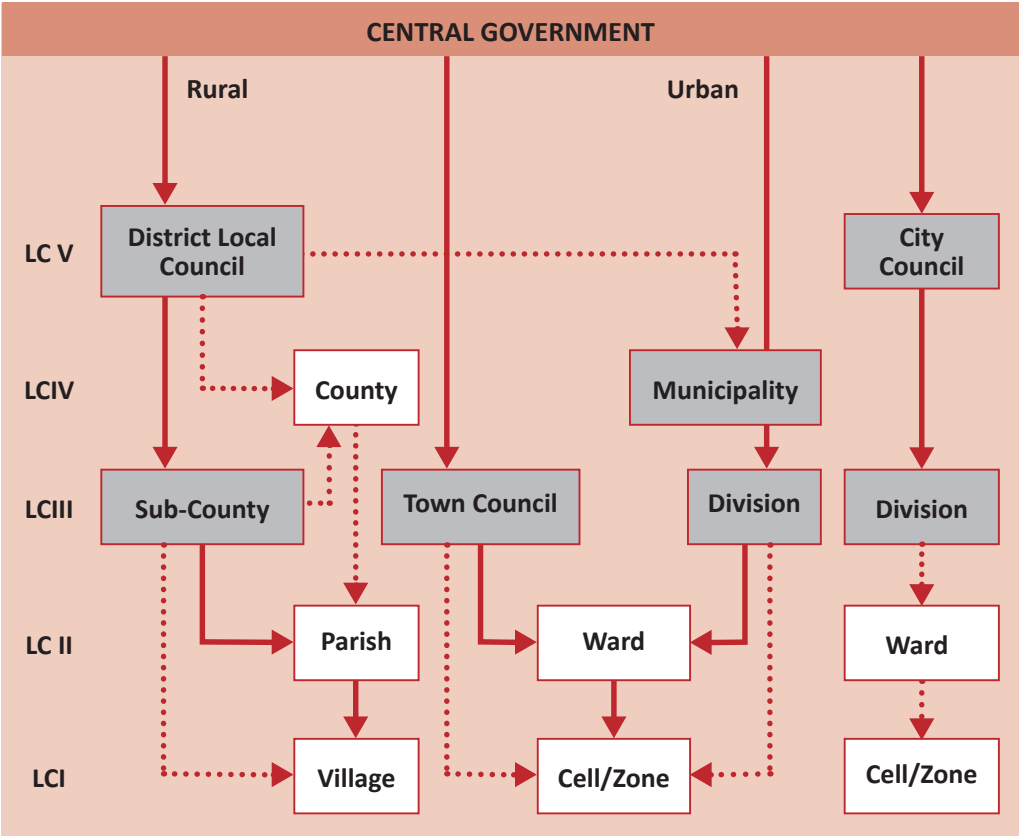 CENTRAL GOVERNMENT
Rural
Urban
LC V
District Local
Council
City
Council
LCIV
County
Municipality
LCIII
Sub-County
Town Council
Division
Division
LC II
Parish
Ward
Ward
LCI
Village
Cell/Zone
Cell/Zone